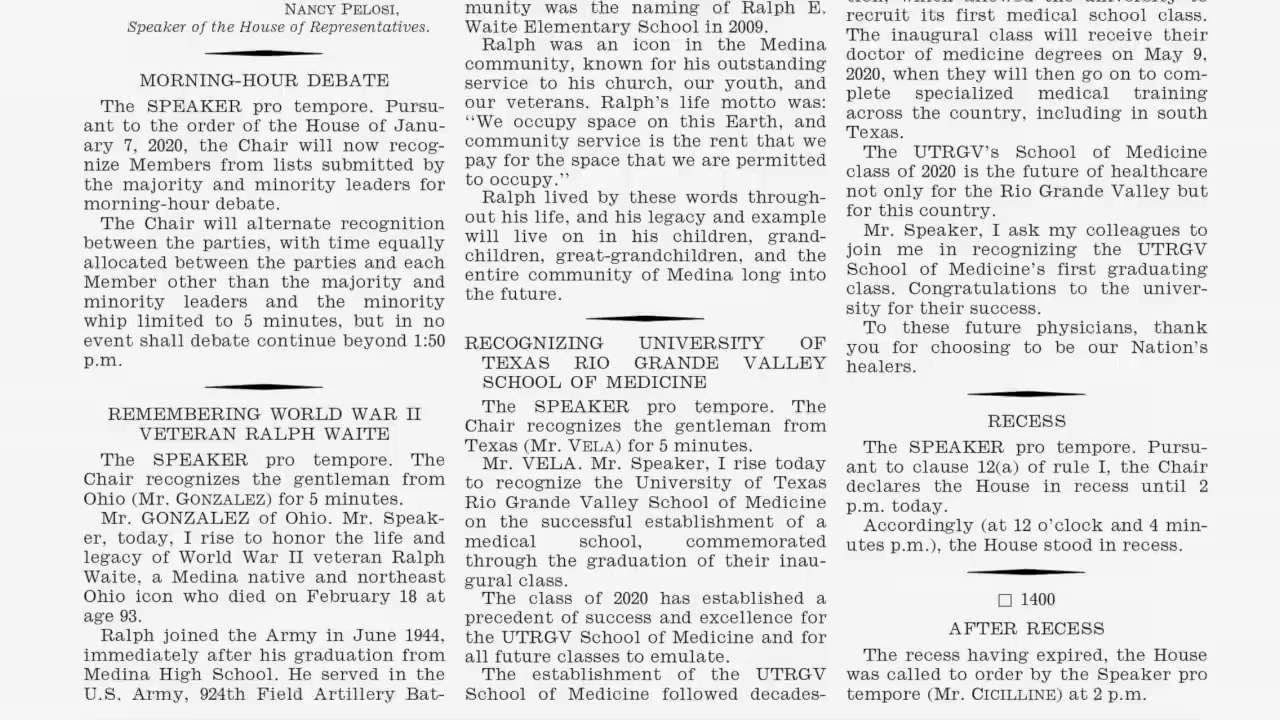 NANCY PELOSI,
Speaker of the House of Representatives.
MORNING-HOUR DEBATE
The SPEAKER pro tempore. Pursu-
ant to the order of the House of Janu-
ary 7, 2020, the Chair will now recog-
nize Members from lists submitted by
the majority and minority leaders for
morning-hour debate.
The Chair will alternate recognition
between the parties, with time equally
allocated between the parties and each
Member other than the majority and
minority leaders and the minority
whip limited to 5 minutes, but in no
event shall debate continue beyond 1:50
p.m.
REMEMBERING WORLD WAR II
VETERAN RALPH WAITE
The SPEAKER pro tempore. The
Chair recognizes the gentleman from
Ohio (Mr. GONZALEZ) for 5 minutes.
Mr. GONZALEZ of Ohio. Mr. Speak-
er, today, I rise to honor the life and
legacy of World War II veteran Ralph
Waite, a Medina native and northeast
Ohio icon who died on February 18 at
age 93.
Ralph joined the Army in June 1944,
immediately after his graduation from
Medina High School. He served in the
U.S. Army, 924th Field Artillery Bat-
munity was the naming of Ralph E.
Waite Elementary School in 2009.
Ralph was an icon in the Medina
community, known for his outstanding
service to his church, our youth, and
our veterans. Ralph's life motto was:
‘‘We occupy space on this Earth, and
community service is the rent that we
pay for the space that we are permitted
to occupy.’’
Ralph lived by these words through-
out his life, and his legacy and example
will live on in his children, grand-
children, great-grandchildren, and the
entire community of Medina long into
the future.
RECOGNIZING UNIVERSITY OF
TEXAS RIO GRANDE VALLEY
SCHOOL OF MEDICINE
The SPEAKER pro tempore. The
Chair recognizes the gentleman from
Texas (Mr. VELA) for 5 minutes.
Mr. VELA. Mr. Speaker, I rise today
to recognize the University of Texas
Rio Grande Valley School of Medicine
on the successful establishment of a
medical school, commemorated
through the graduation of their inau-
gural class.
The class of 2020 has established a
precedent of success and excellence for
the UTRGV School of Medicine and for
all future classes to emulate.
The establishment of the UTRGV
School of Medicine followed decades-
tion, which allowed the university to
recruit its first medical school class.
The inaugural class will receive their
doctor of medicine degrees on May 9,
2020, when they will then go on to com-
plete specialized medical training
across the country, including in south
Texas.
The UTRGV's School of Medicine
class of 2020 is the future of healthcare
not only for the Rio Grande Valley but
for this country.
Mr. Speaker, I ask my colleagues to
join me in recognizing the UTRGV
School of Medicine's first graduating
class. Congratulations to the univer-
sity for their success.
To these future physicians, thank
you for choosing to be our Nation's
healers.
RECESS
The SPEAKER pro tempore. Pursu-
ant to clause 12(a) of rule I, the Chair
declares the House in recess until 2
p.m. today.
Accordingly (at 12 o'clock and 4 min-
utes p.m.), the House stood in recess.
□ 1400
AFTER RECESS
The recess having expired, the House
was called to order by the Speaker pro
tempore (Mr. CICILLINE) at 2 p.m.